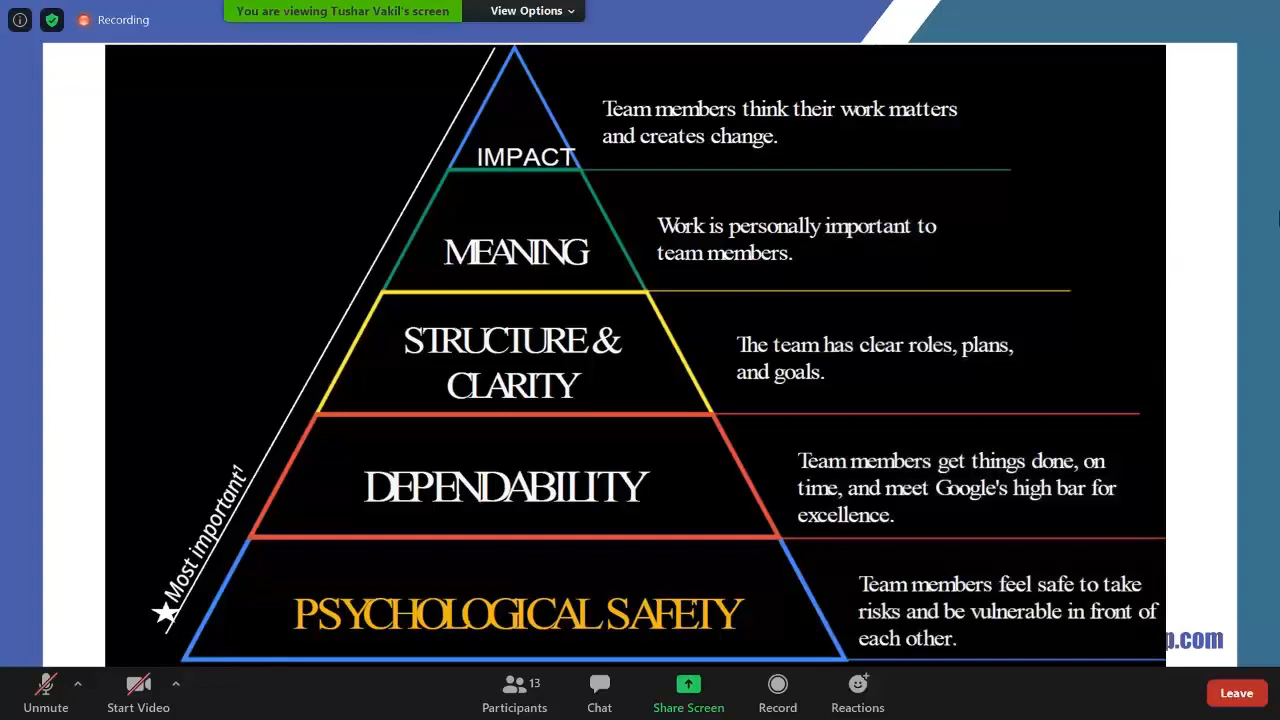 Recording
You are viewing Tushar Vakil's screen
View Options
IMPACT
Team members think their work matters
and creates change.
MEANING
Work is personally important to
team members.
STRUCTURE &
CLARITY
The team has clear roles, plans,
and goals.
DEPENDABILITY
Team members get things done, on
time, and meet Google's high bar for
excellence.
Most important¹
PSYCHOLOGICAL SAFETY
Team members feel safe to take
risks and be vulnerable in front of
each other.
p.com
Unmute
Start Video
13
Participants
Chat
Share Screen
Record
Reactions
Leave